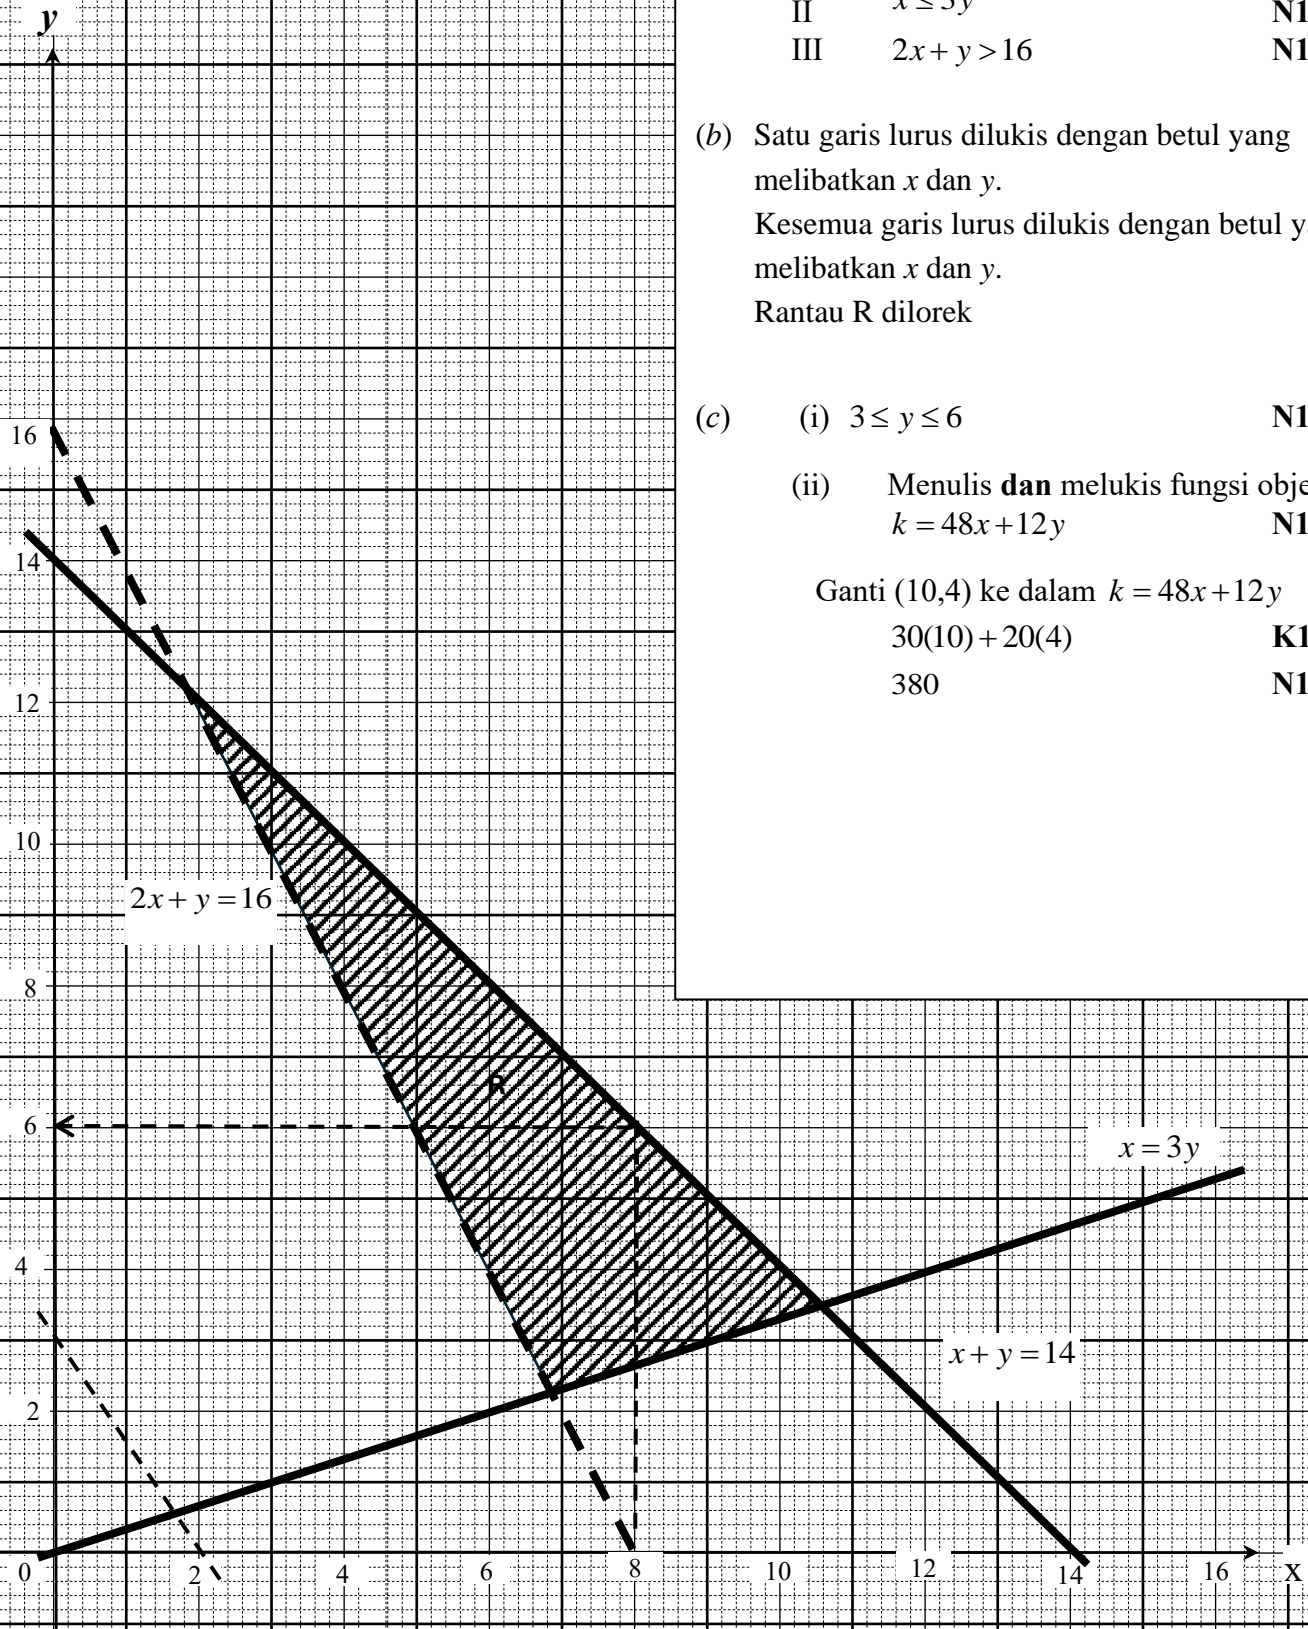 y
II x ≤ 3y N1
III 2x + y > 16 N1
(b) Satu garis lurus dilukis dengan betul yang
melibatkan x dan y.
Kesemua garis lurus dilukis dengan betul y
melibatkan x dan y.
Rantau R dilorek
(c) (i) 3 ≤ y ≤ 6 N1
(ii) Menulis dan melukis fungsi obje
k = 48x + 12y N1
Ganti (10,4) ke dalam k = 48x + 12y
30(10) + 20(4) K1
380 N1
16
14
12
10
2x + y = 16
8
R
6
x = 3y
4
x + y = 14
2
0 2 4 6 8 10 12 14 16 x